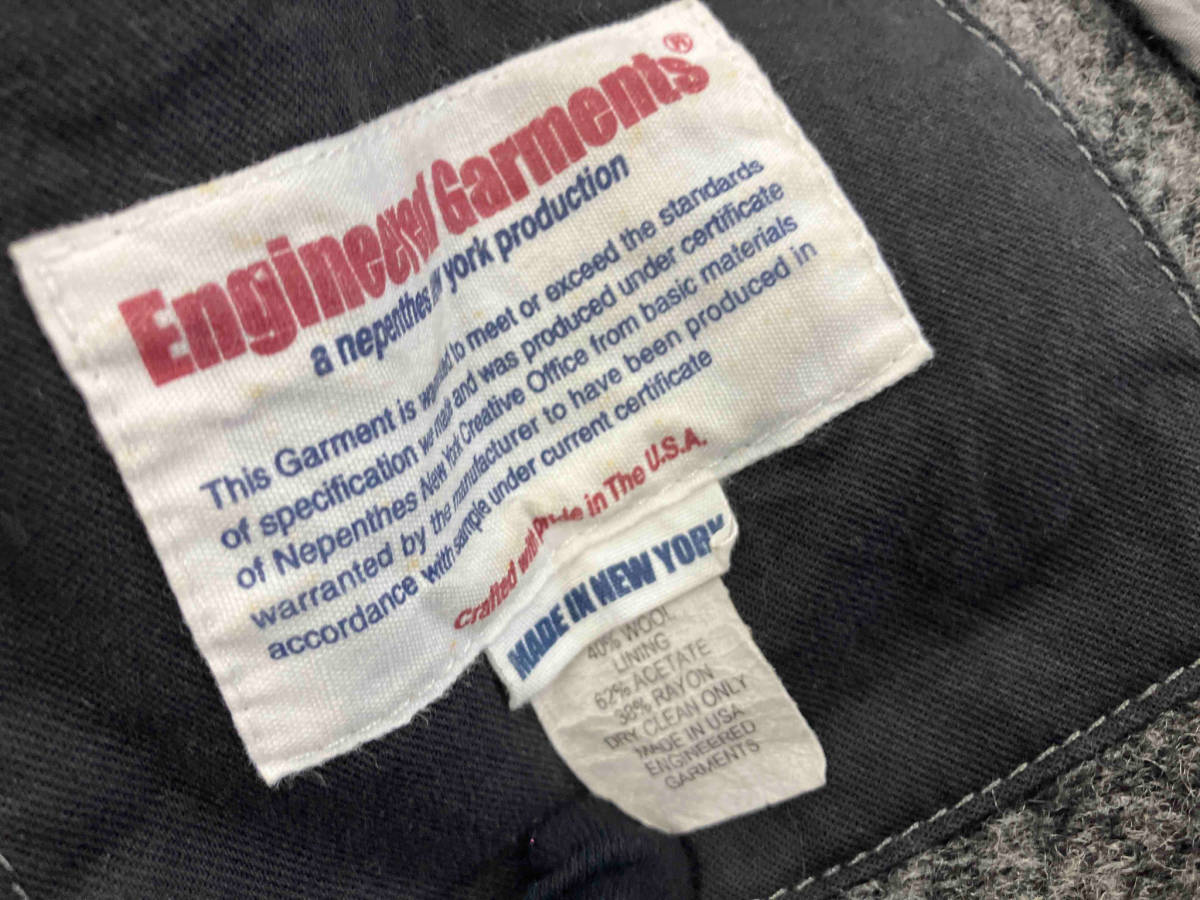 Engineered Garments®
a nepenthes new york production
This Garment is warranted to meet or exceed the standards
of specification we made and was produced under certificate
of Nepenthes New York Creative Office from basic materials
warranted by the manufacturer to have been produced in
accordance with sample under current certificate
Crafted with pride in The U.S.A.
MADE IN NEW YORK
40% WOOL
LINING
62% ACETATE
38% RAYON
DRY CLEAN ONLY
MADE IN USA
ENGINEERED
GARMENTS